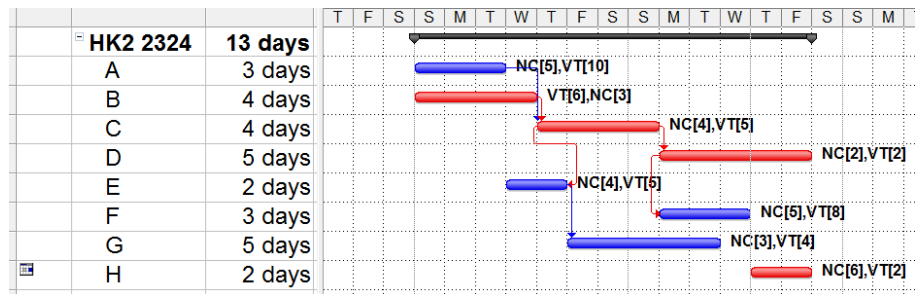 T F S S M T W T F S S M T W T F S S M
HK2 2324 13 days
A 3 days NC[5],VT[10]
B 4 days VT[6],NC[3]
C 4 days NC[4],VT[5]
D 5 days NC[2],VT[2]
E 2 days NC[4],VT[5]
F 3 days NC[5],VT[8]
G 5 days NC[3],VT[4]
H 2 days NC[6],VT[2]